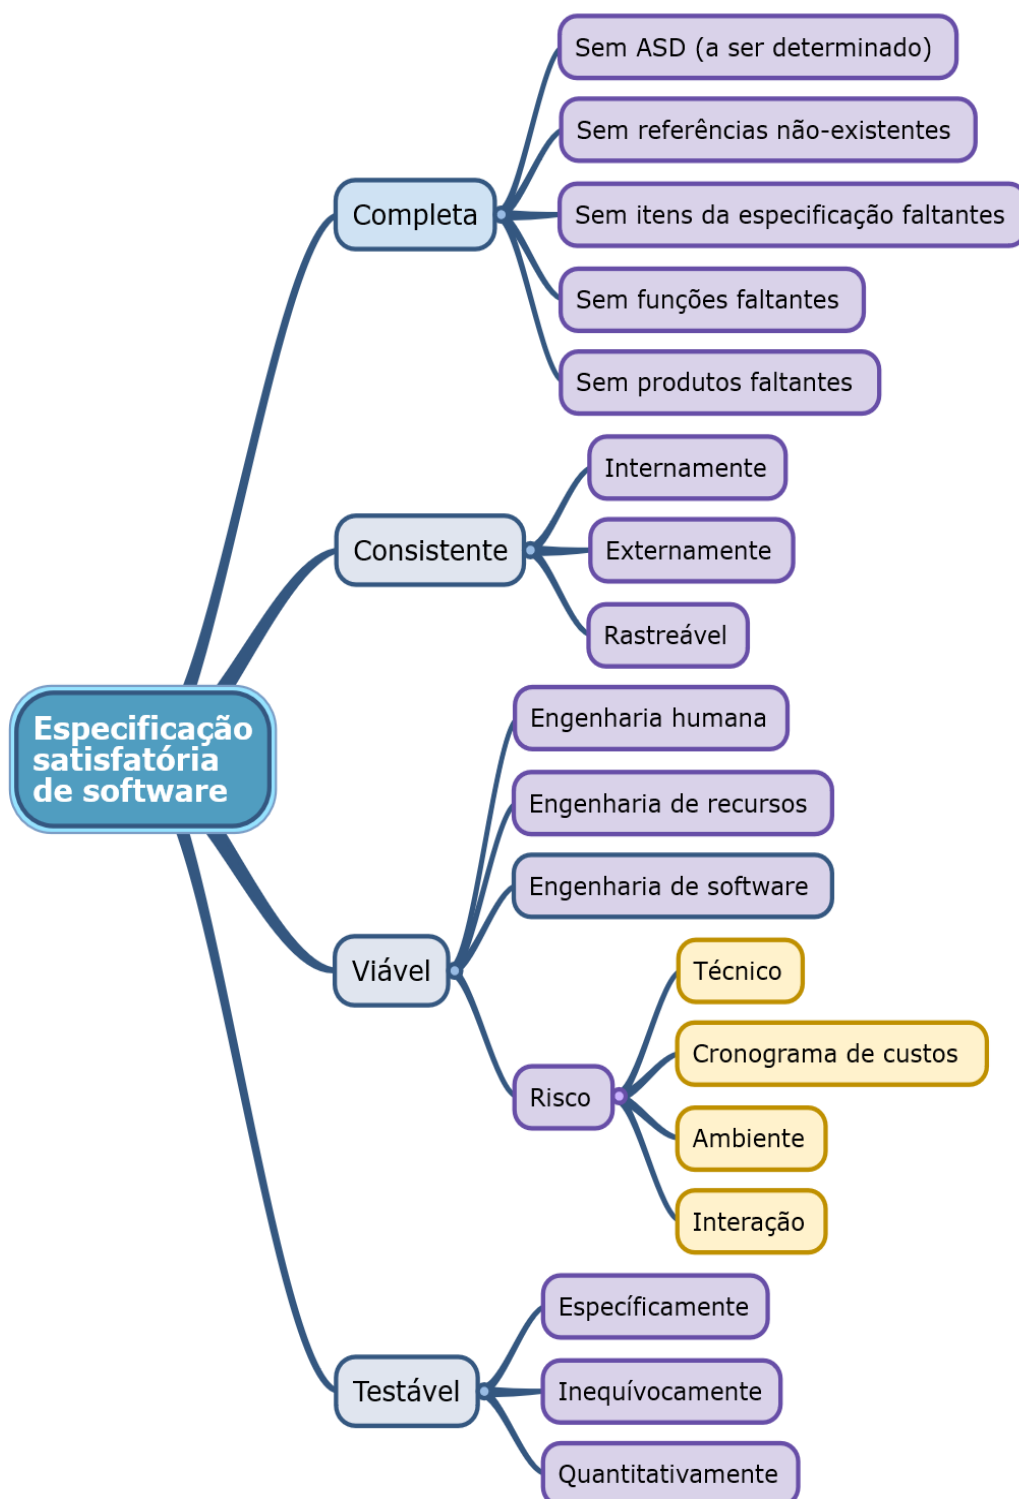 Sem ASD (a ser determinado)
Sem referências não-existentes
Completa
Sem itens da especificação faltantes
Sem funções faltantes
Sem produtos faltantes
Internamente
Consistente
Externamente
Rastreável
Especificação
satisfatória
de software
Engenharia humana
Engenharia de recursos
Engenharia de software
Viável
Técnico
Cronograma de custos
Risco
Ambiente
Interação
Específicamente
Testável
Inequívocamente
Quantitativamente